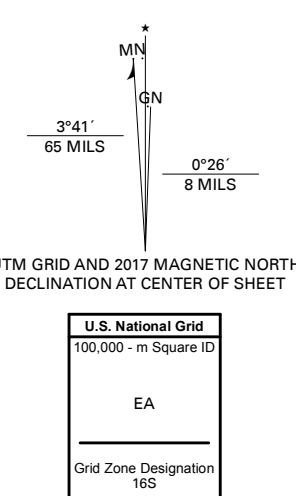 ★
MN
GN
3°41´
65 MILS
0°26´
8 MILS
UTM GRID AND 2017 MAGNETIC NORTH
DECLINATION AT CENTER OF SHEET
U.S. National Grid
100,000 - m Square ID
EA
Grid Zone Designation
16S